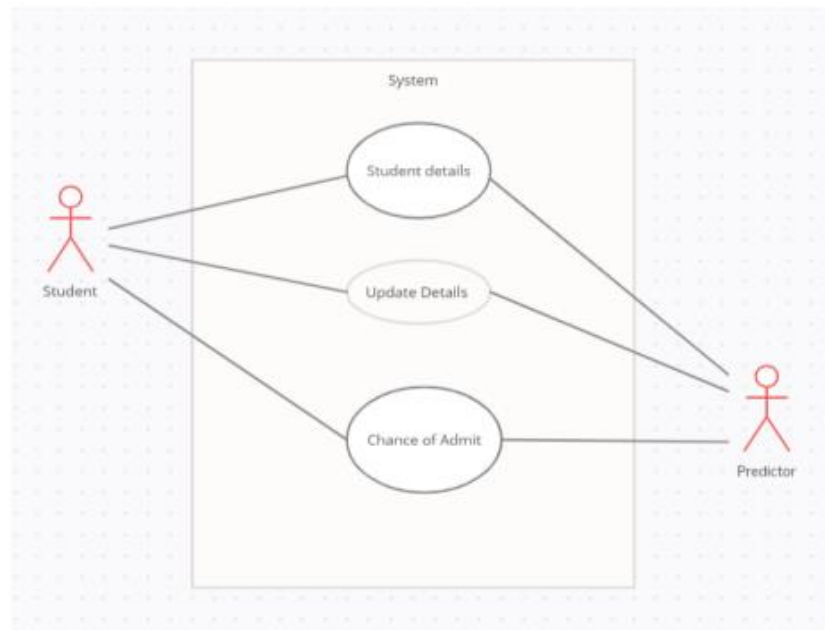 System
Student details
Student
Update Details
Chance of Admit
Predictor